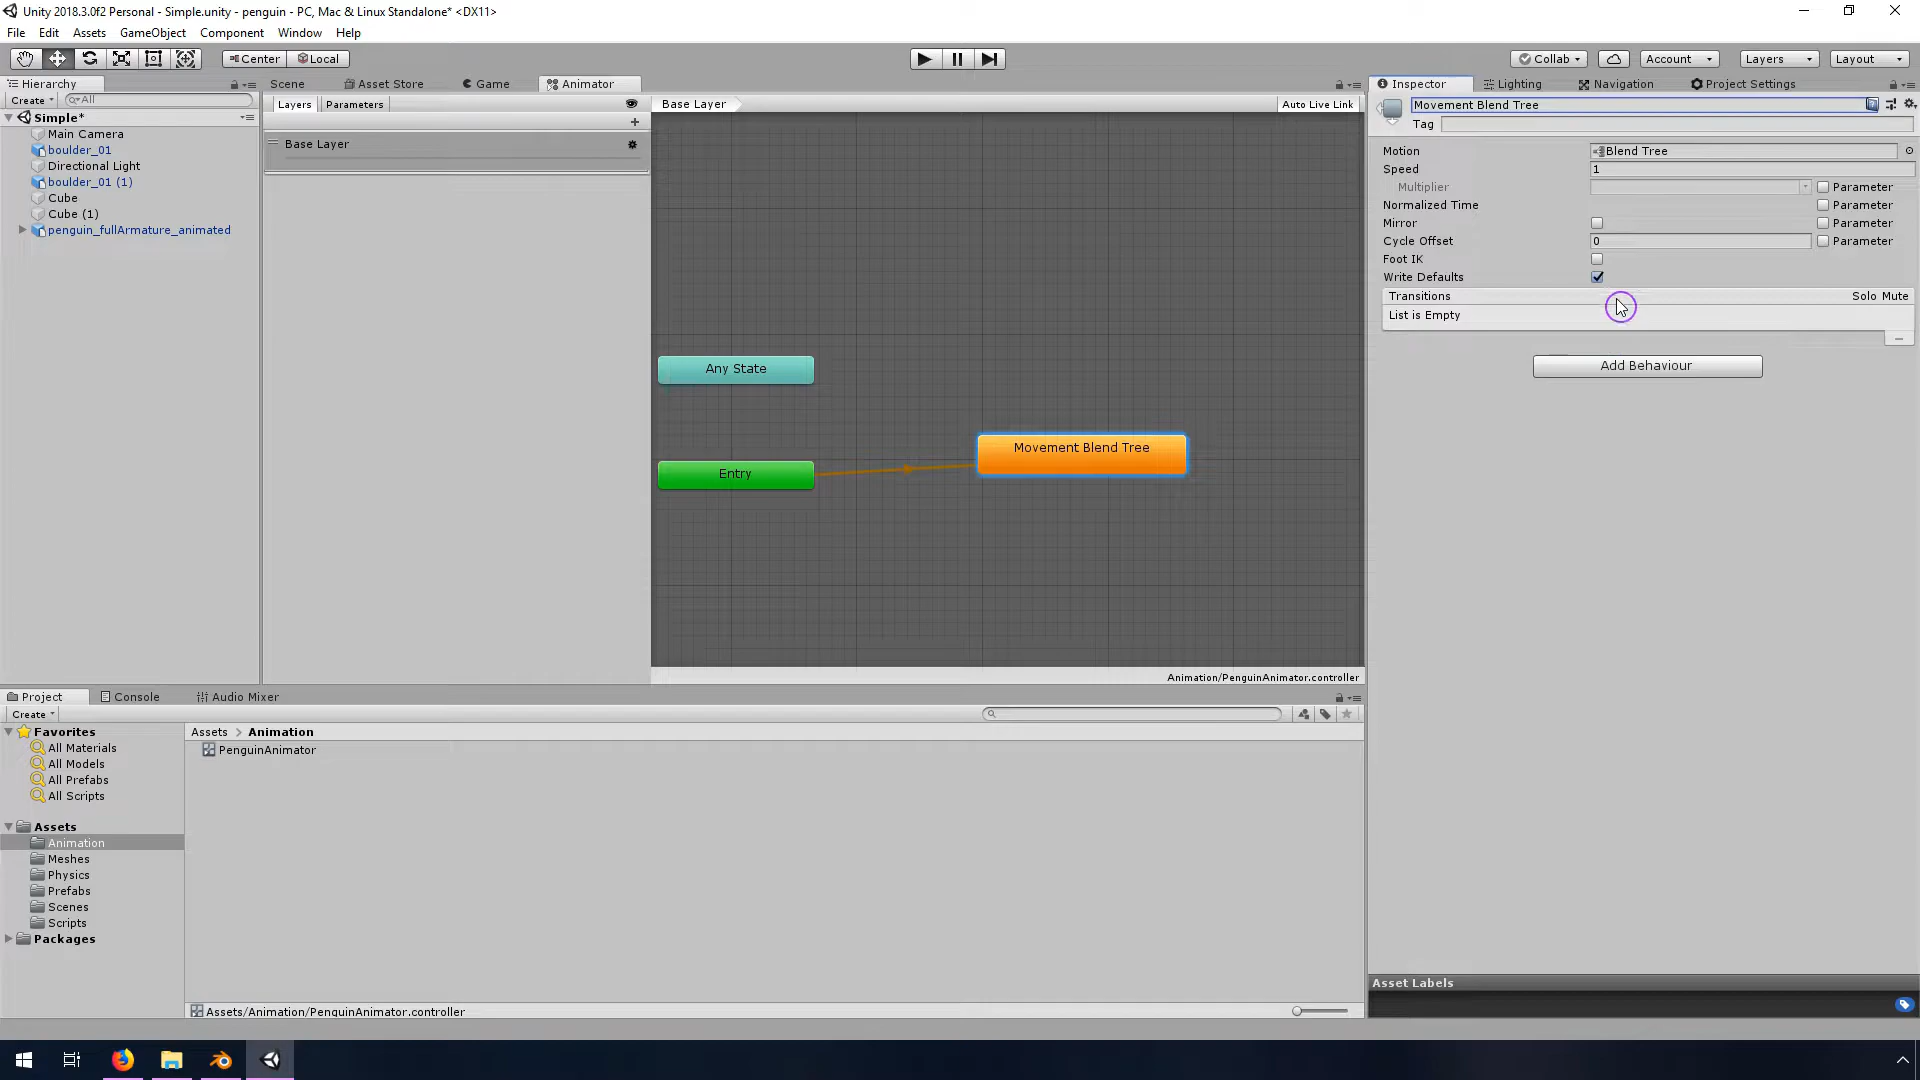 Unity 2018.3.0f2 Personal - Simple.unity - penguin - PC, Mac & Linux Standalone* <DX11>
File Edit Assets GameObject Component Window Help
Center Local
Collab Account Layers Layout
Hierarchy
Create All
Simple*
Main Camera
boulder_01
Directional Light
boulder_01 (1)
Cube
Cube (1)
penguin_fullArmature_animated
Scene Asset Store Game Animator
Layers Parameters
Base Layer
Base Layer Auto Live Link
Any State
Entry
Movement Blend Tree
Animation/PenguinAnimator.controller
Inspector Lighting Navigation Project Settings
Movement Blend Tree
Tag
Motion Blend Tree
Speed 1
Multiplier Parameter
Normalized Time Parameter
Mirror Parameter
Cycle Offset 0 Parameter
Foot IK
Write Defaults
Transitions Solo Mute
List is Empty
Add Behaviour
Asset Labels
Project Console Audio Mixer
Create
Favorites
All Materials
All Models
All Prefabs
All Scripts
Assets
Animation
Meshes
Physics
Prefabs
Scenes
Scripts
Packages
Assets > Animation
PenguinAnimator
Assets/Animation/PenguinAnimator.controller